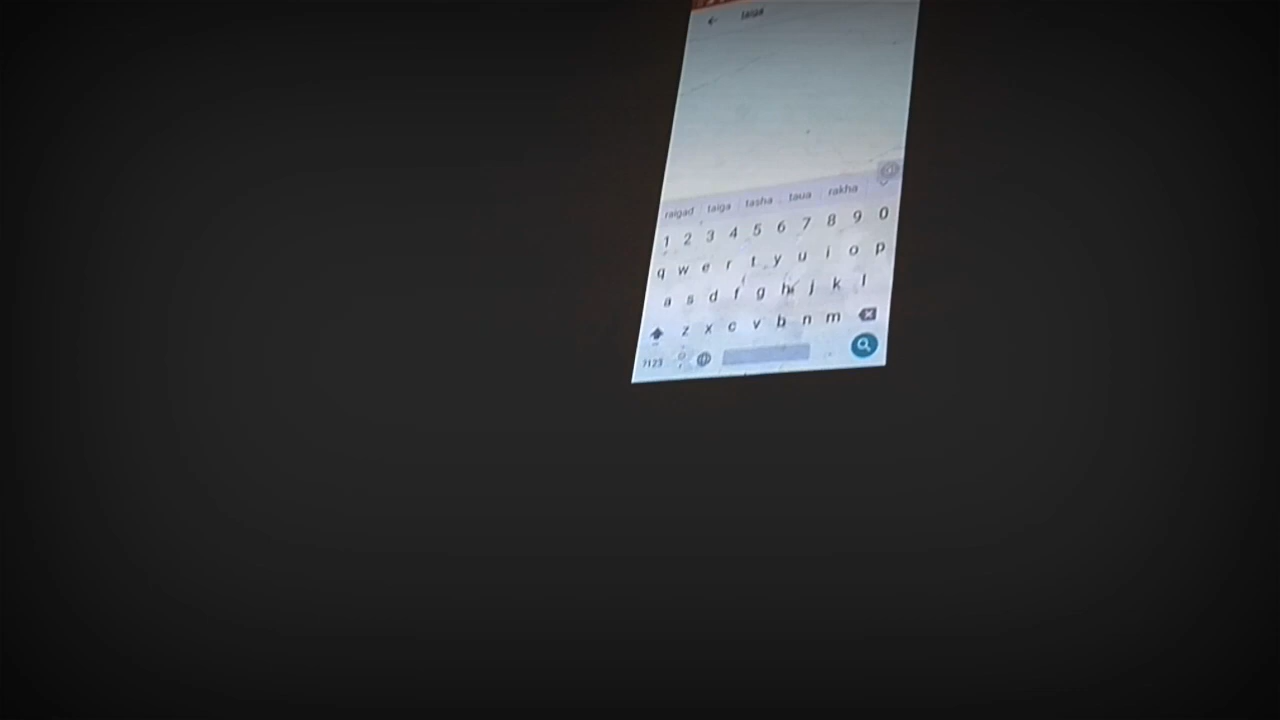 taiga
raigad taiga tasha taua rakha
1 2 3 4 5 6 7 8 9 0
q w e r t y u i o p
a s d f g h j k l
z x c v b n m
?123 ,